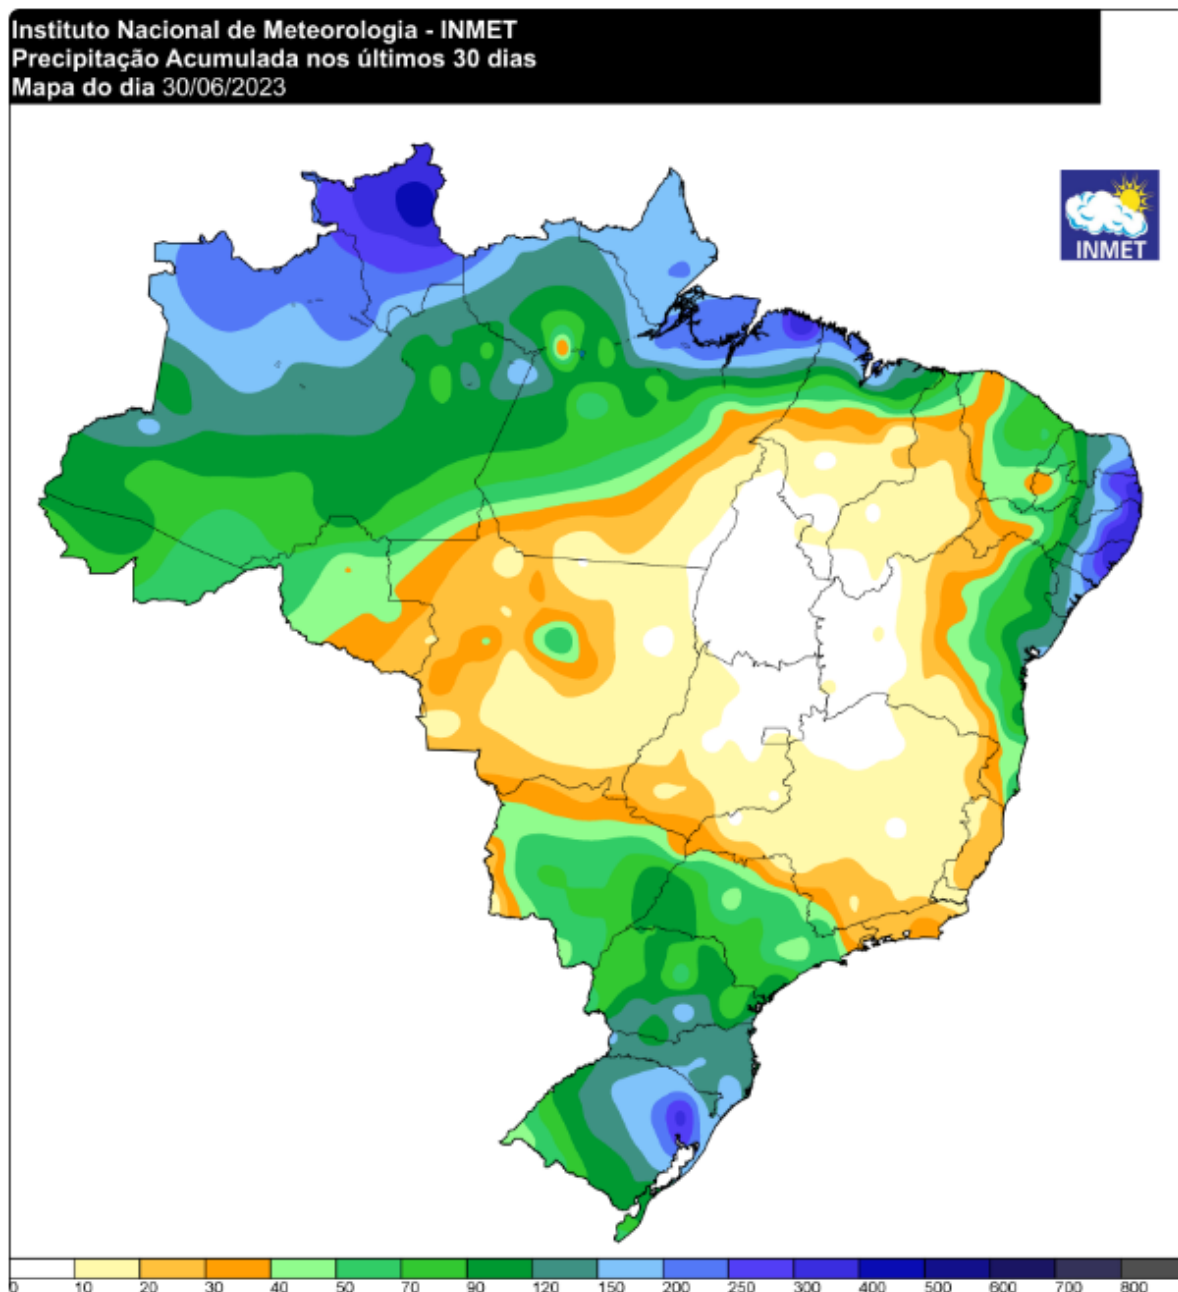 Instituto Nacional de Meteorologia - INMET
Precipitação Acumulada nos últimos 30 dias
Mapa do dia 30/06/2023
INMET
0 10 20 30 40 50 70 90 120 150 200 250 300 400 500 600 700 800